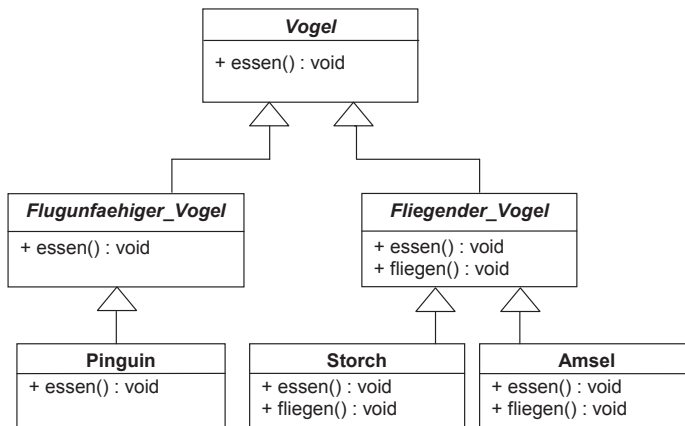 Vogel
+ essen() : void
Flugunfaehiger_Vogel
+ essen() : void
Fliegender_Vogel
+ essen() : void
+ fliegen() : void
Pinguin
+ essen() : void
Storch
+ essen() : void
+ fliegen() : void
Amsel
+ essen() : void
+ fliegen() : void